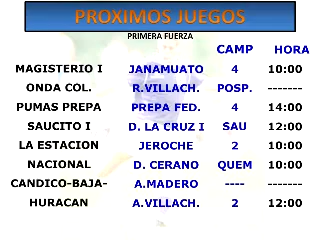 PROXIMOS JUEGOS
PRIMERA FUERZA
CAMP HORA
MAGISTERIO I JANAMUATO 4 10:00
ONDA COL. R.VILLACH. POSP. -------
PUMAS PREPA PREPA FED. 4 14:00
SAUCITO I D. LA CRUZ I SAU 12:00
LA ESTACION JEROCHE 2 10:00
NACIONAL D. CERANO QUEM 10:00
CANDICO-BAJA- A.MADERO ---- -------
HURACAN A.VILLACH. 2 12:00